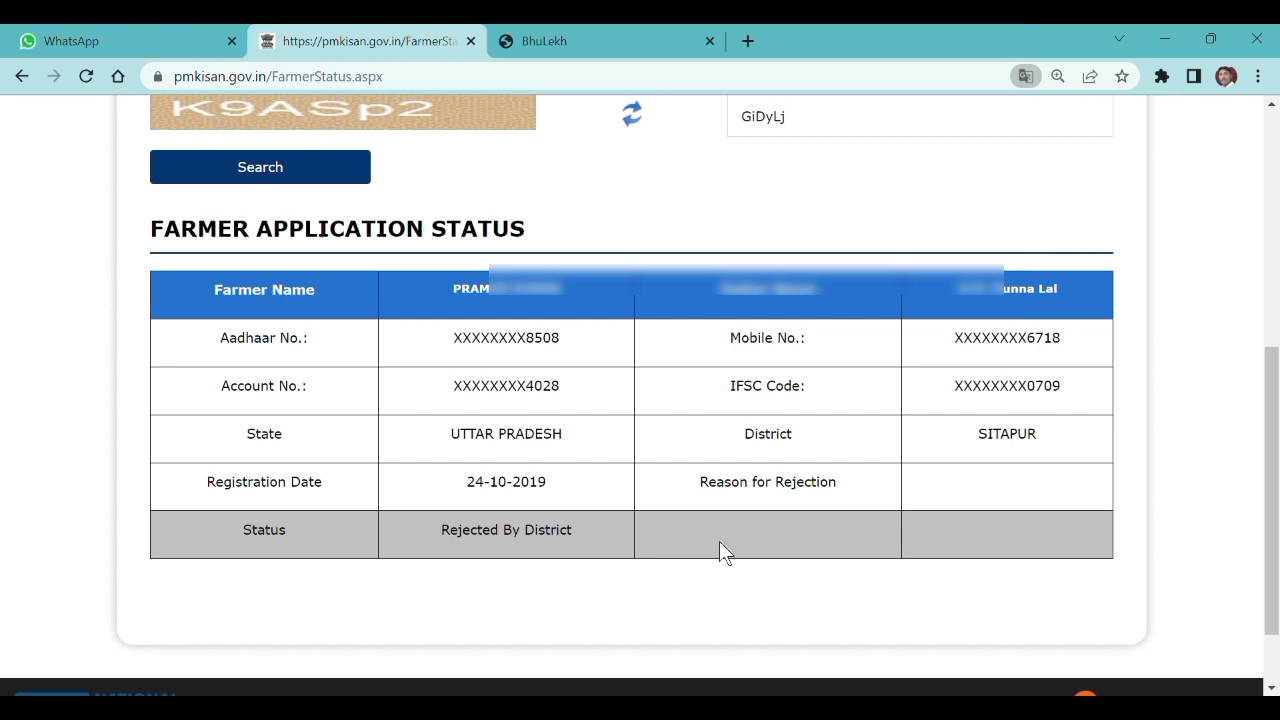 WhatsApp
https://pmkisan.gov.in/FarmerSta
BhuLekh
pmkisan.gov.in/FarmerStatus.aspx
K9ASp2
GiDyLj
Search
FARMER APPLICATION STATUS
Farmer Name PRAM unna Lal
Aadhaar No.: XXXXXXXX8508 Mobile No.: XXXXXXXX6718
Account No.: XXXXXXXX4028 IFSC Code: XXXXXXXX0709
State UTTAR PRADESH District SITAPUR
Registration Date 24-10-2019 Reason for Rejection
Status Rejected By District